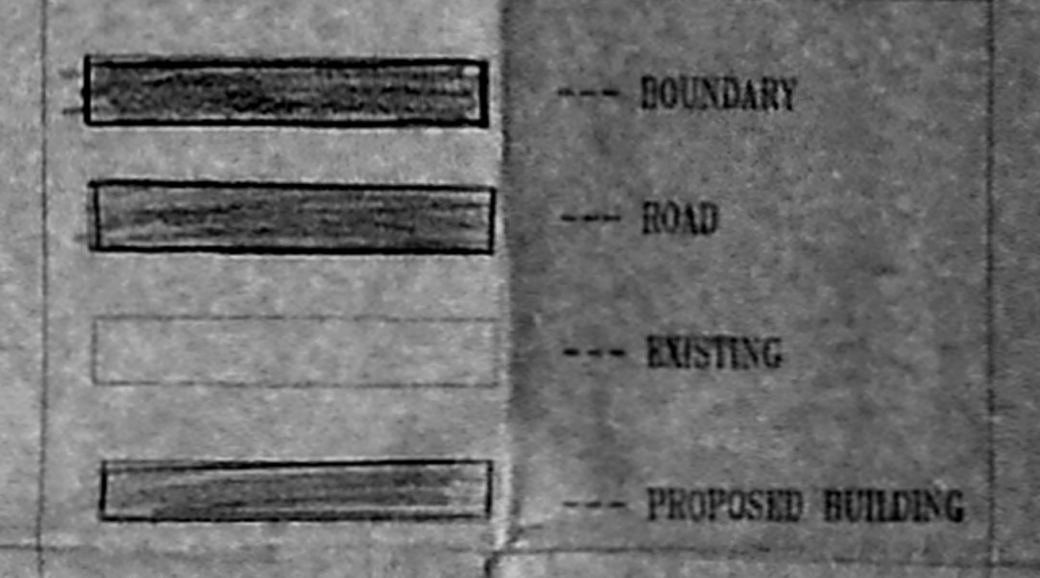 --- BOUNDARY
--- ROAD
--- EXISTING
--- PROPOSED BUILDING